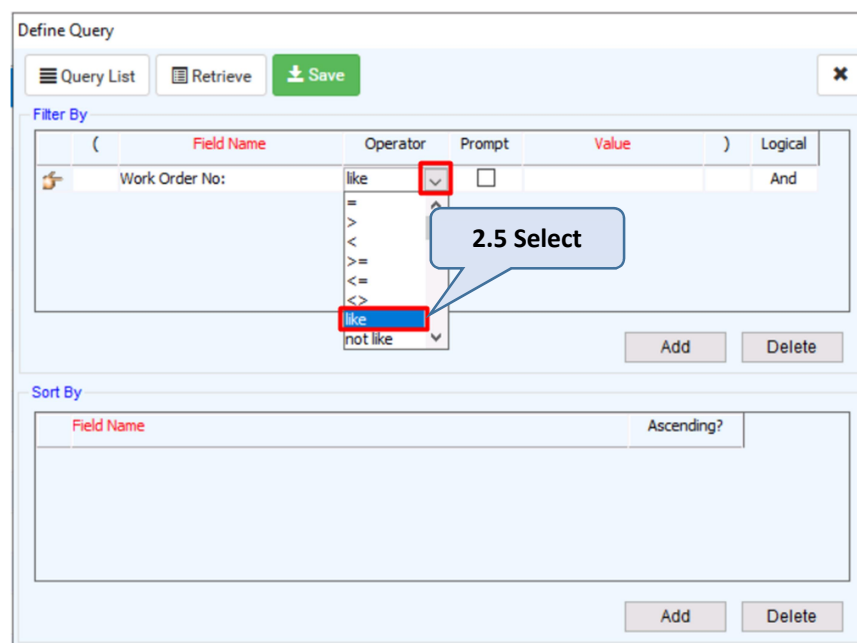 Define Query
Query List Retrieve Save
Filter By
( Field Name Operator Prompt Value ) Logical
Work Order No: like And
=
>
<
>=
<=
<>
like
not like
2.5 Select
Add Delete
Sort By
Field Name Ascending?
Add Delete